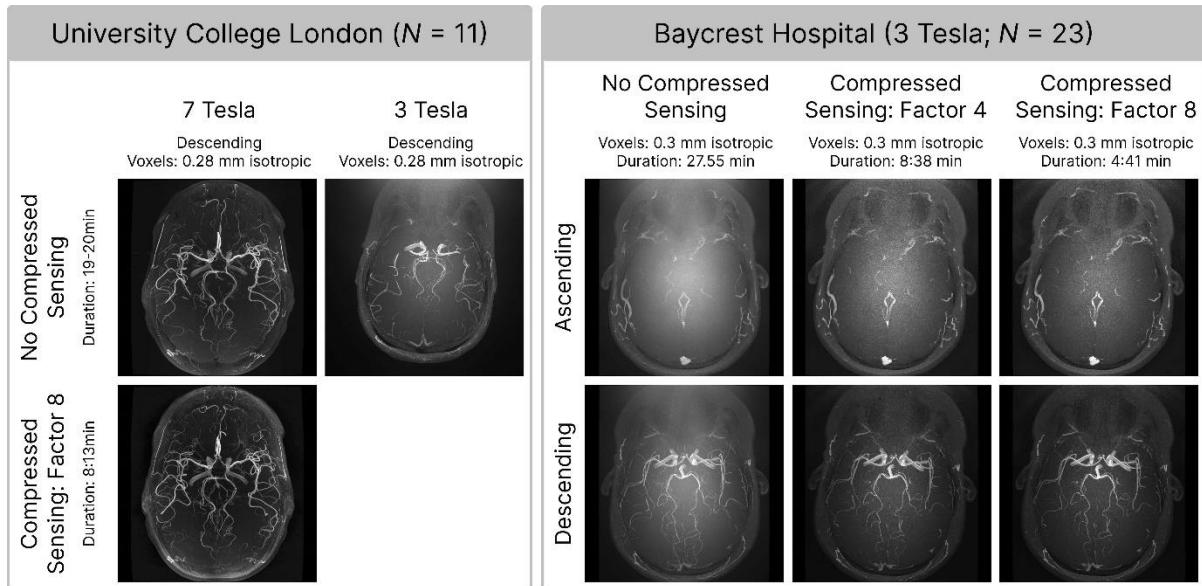 University College London (N = 11)
7 Tesla
Descending
Voxels: 0.28 mm isotropic
3 Tesla
Descending
Voxels: 0.28 mm isotropic
No Compressed
Sensing
Duration: 19-20min
Compressed
Sensing: Factor 8
Duration: 8:13min
Baycrest Hospital (3 Tesla; N = 23)
No Compressed
Sensing
Voxels: 0.3 mm isotropic
Duration: 27.55 min
Compressed
Sensing: Factor 4
Voxels: 0.3 mm isotropic
Duration: 8:38 min
Compressed
Sensing: Factor 8
Voxels: 0.3 mm isotropic
Duration: 4:41 min
Ascending
Descending